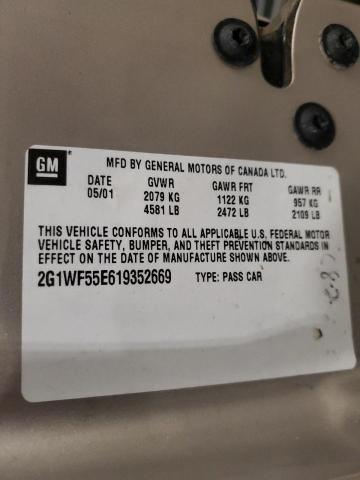 GM
MFD BY GENERAL MOTORS OF CANADA LTD.
DATE GVWR GAWR FRT GAWR RR
05/01 2079 KG 1122 KG 957 KG
4581 LB 2472 LB 2109 LB
THIS VEHICLE CONFORMS TO ALL APPLICABLE U.S. FEDERAL MOTOR
VEHICLE SAFETY, BUMPER, AND THEFT PREVENTION STANDARDS IN
EFFECT ON THE DATE OF MANUFACTURE SHOWN ABOVE.
2G1WF55E619352669 TYPE: PASS CAR